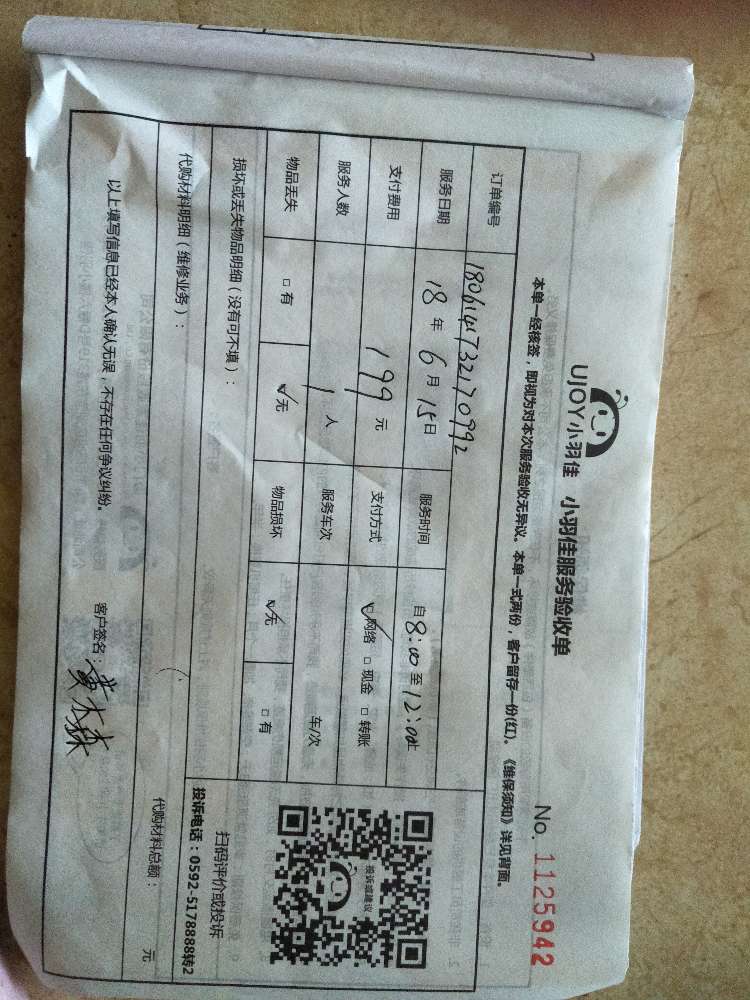 UJOY小羽佳 小羽佳服务验收单
No. 1125942
本单一经核签，即视为对本次服务验收无异议。本单一式两份，客户留存一份(红)。《维保须知》详见背面。
订单编号 1806141732170992
服务日期 18年6月15日 服务时间 自8:00至12:00止
支付费用 199元 支付方式 ☑网络 □现金 □转账
服务人数 1人 服务车次 车/次
物品丢失 □有 ☑无 物品损坏 ☑无 □有
损坏或丢失物品明细（没有可不填）：
投诉或建议
扫码评价或投诉
投诉电话：0592-5178888转2
代购材料明细（维修业务）：
代购材料总额： 元
以上填写信息已经本人确认无误，不存在任何争议纠纷。
客户签名：